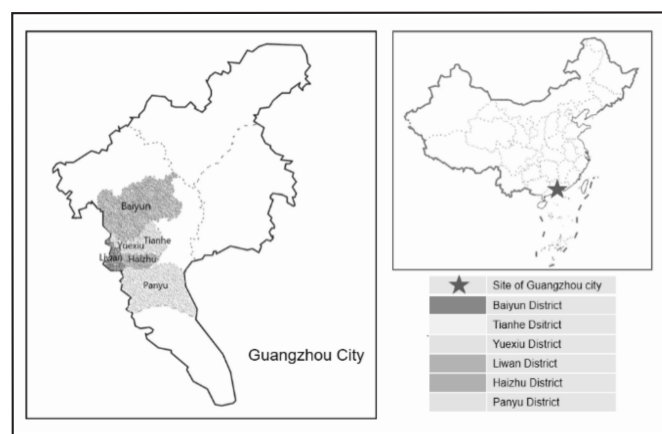 Baiyun
Yuexiu
Tianhe
Liwan
Haizhu
Panyu
Guangzhou City
Site of Guangzhou city
Baiyun District
Tianhe Dsitrict
Yuexiu District
Liwan District
Haizhu District
Panyu District